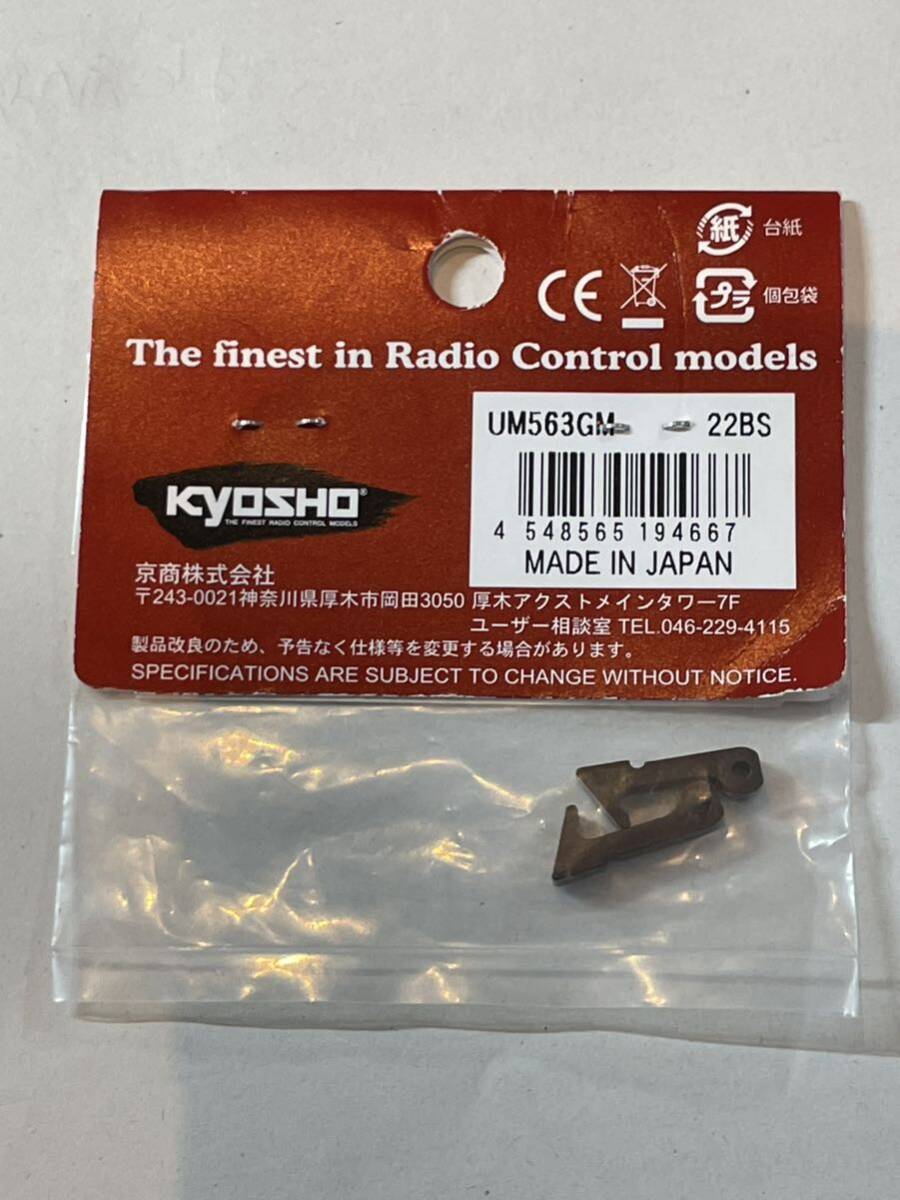 紙 台紙
プラ 個包袋
CE
The finest in Radio Control models
UM563GM 22BS
4 548565 194667
MADE IN JAPAN
KYOSHO®
THE FINEST RADIO CONTROL MODELS
京商株式会社
〒243-0021神奈川県厚木市岡田3050 厚木アクストメインタワー7F
ユーザー相談室 TEL.046-229-4115
製品改良のため、予告なく仕様等を変更する場合があります。
SPECIFICATIONS ARE SUBJECT TO CHANGE WITHOUT NOTICE.